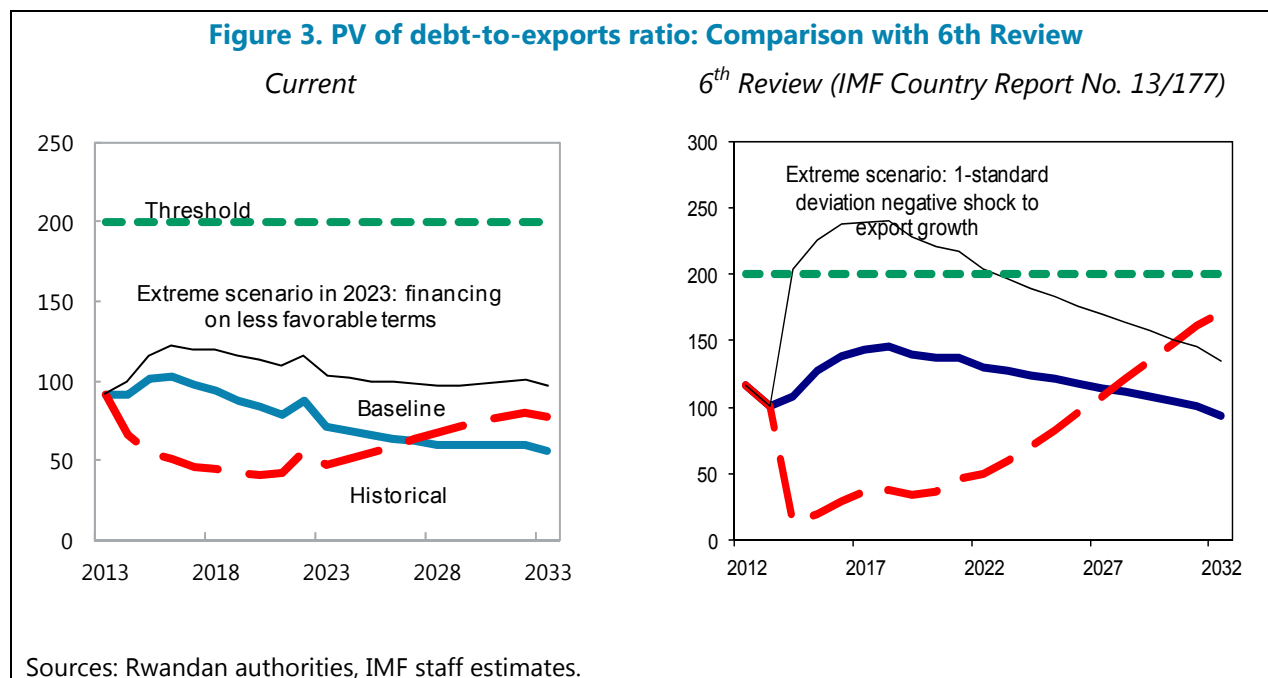 Figure 3. PV of debt-to-exports ratio: Comparison with 6th Review
Current
250
200
150
100
50
0
Threshold
Extreme scenario in 2023: financing
on less favorable terms
Baseline
Historical
2013 2018 2023 2028 2033
6th Review (IMF Country Report No. 13/177)
300
250
200
150
100
50
0
Extreme scenario: 1-standard
deviation negative shock to
export growth
2012 2017 2022 2027 2032
Sources: Rwandan authorities, IMF staff estimates.